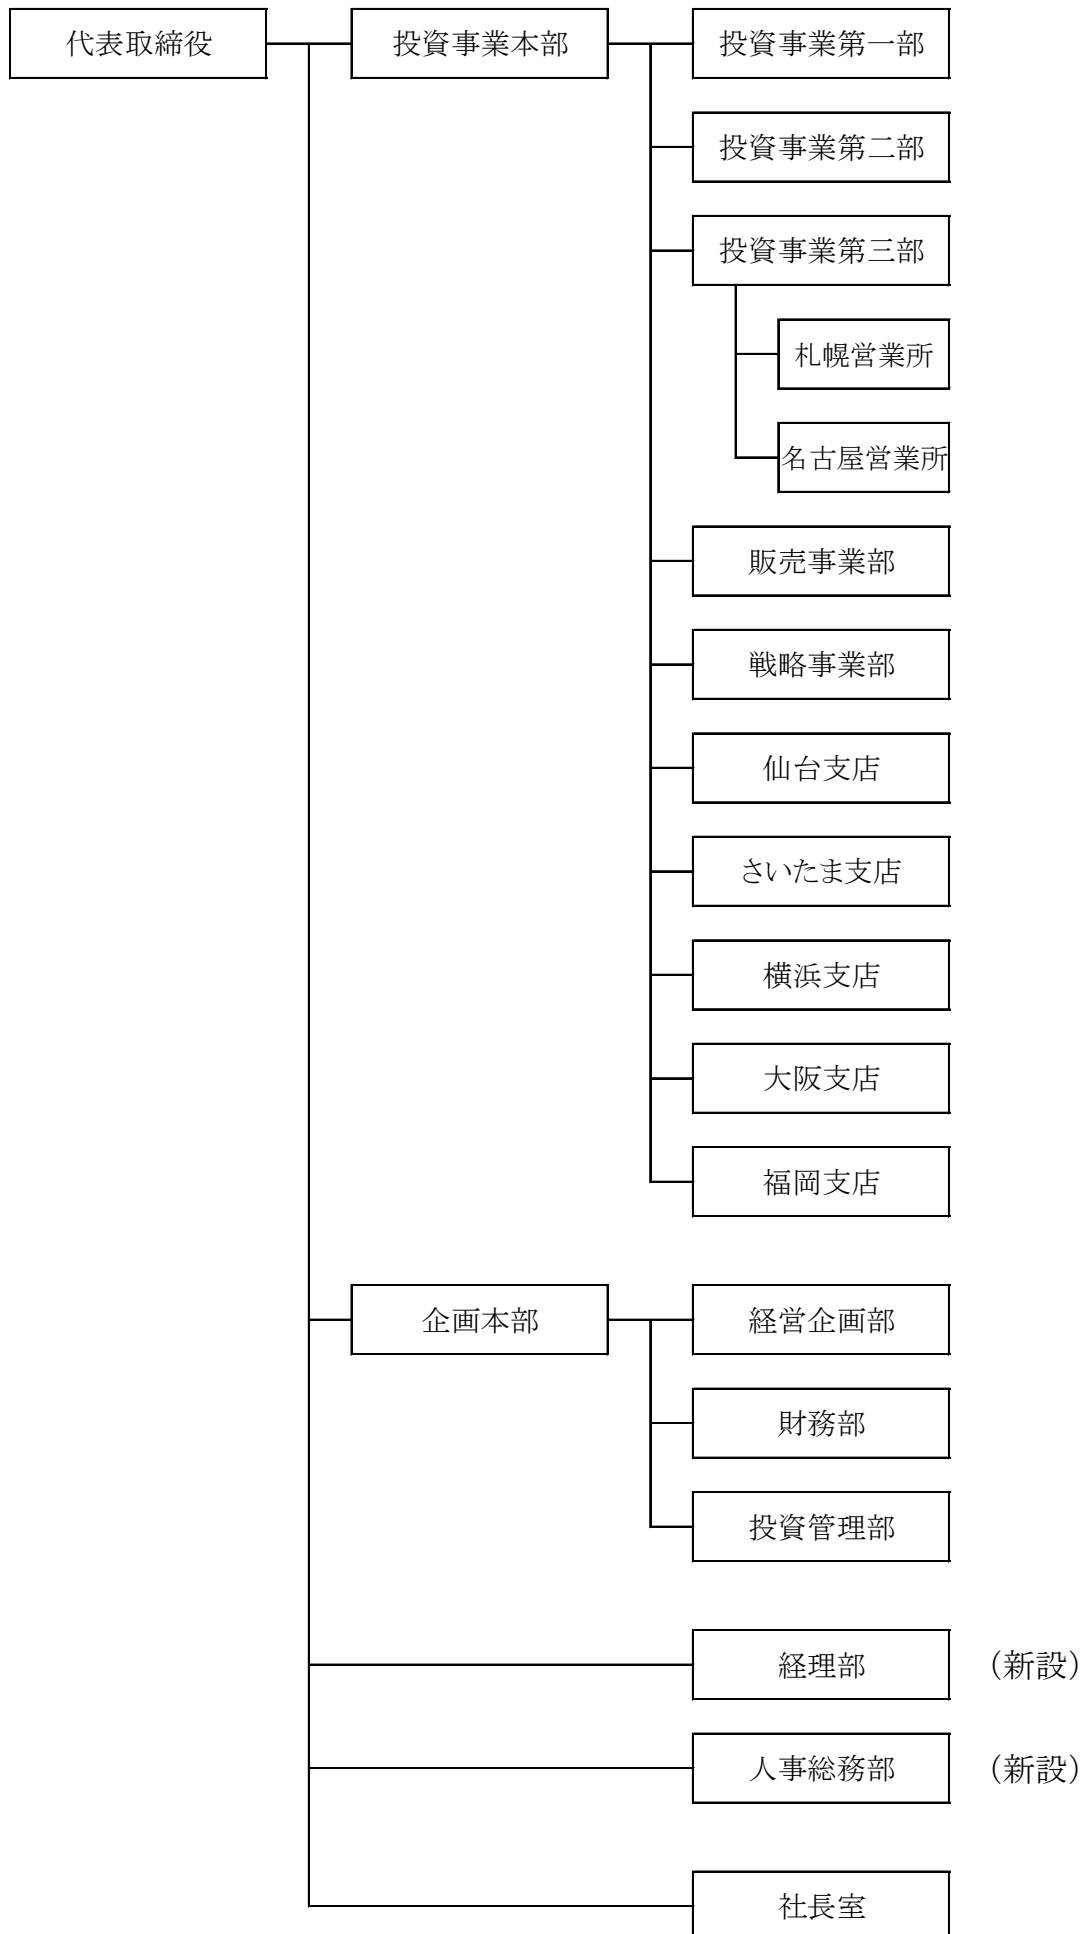 代表取締役
投資事業本部
投資事業第一部
投資事業第二部
投資事業第三部
札幌営業所
名古屋営業所
販売事業部
戦略事業部
仙台支店
さいたま支店
横浜支店
大阪支店
福岡支店
企画本部
経営企画部
財務部
投資管理部
経理部 （新設）
人事総務部 （新設）
社長室